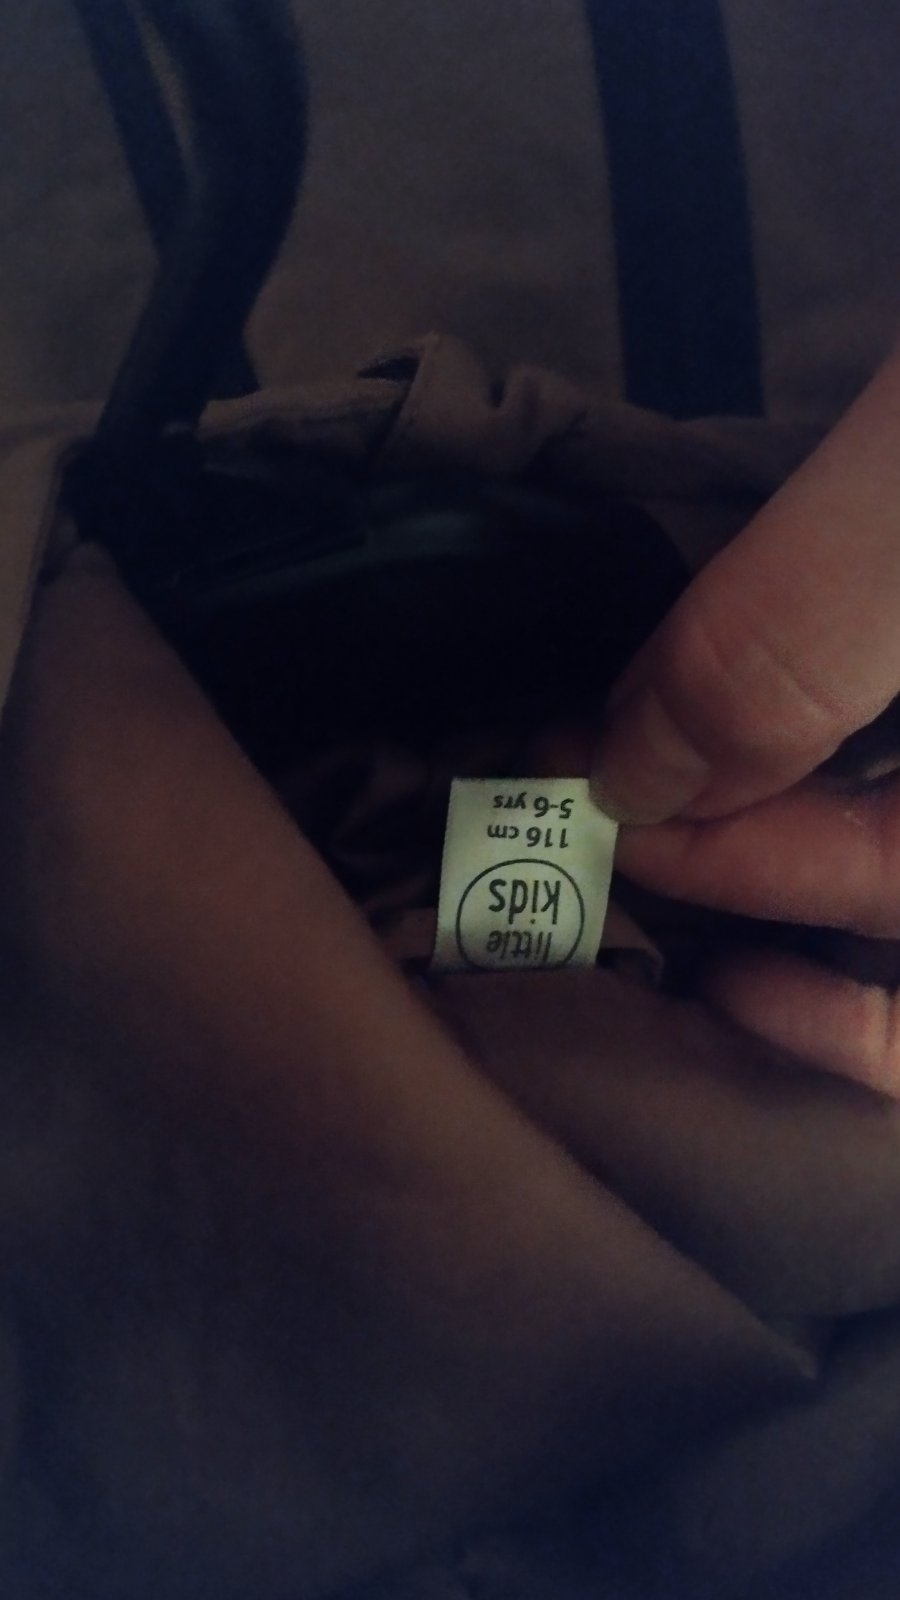 little
kids
116 cm
5-6 yrs